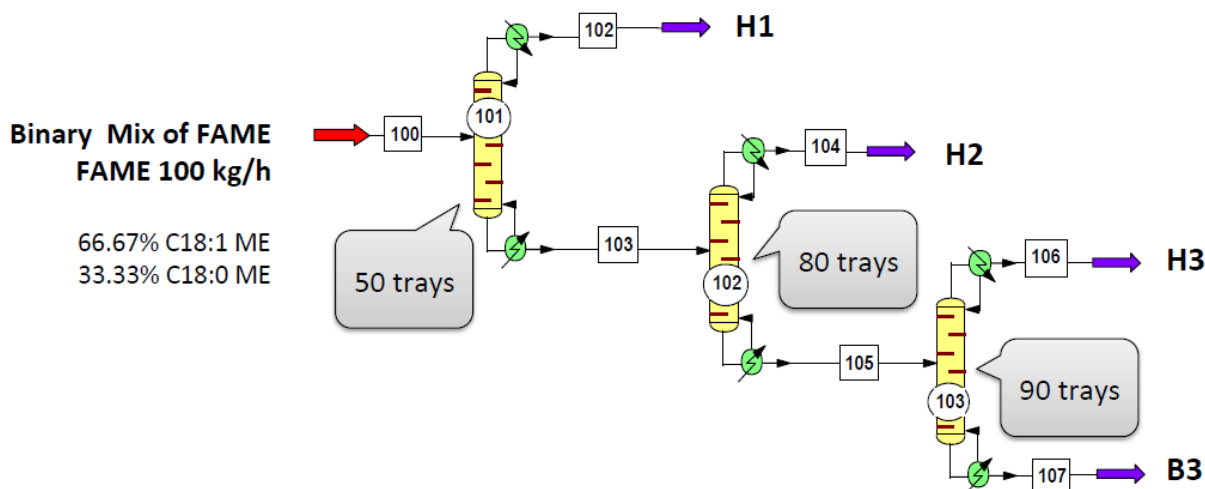 102
H1
101
100
Binary Mix of FAME
FAME 100 kg/h
66.67% C18:1 ME
33.33% C18:0 ME
50 trays
103
104
H2
102
80 trays
105
106
H3
103
90 trays
107
B3